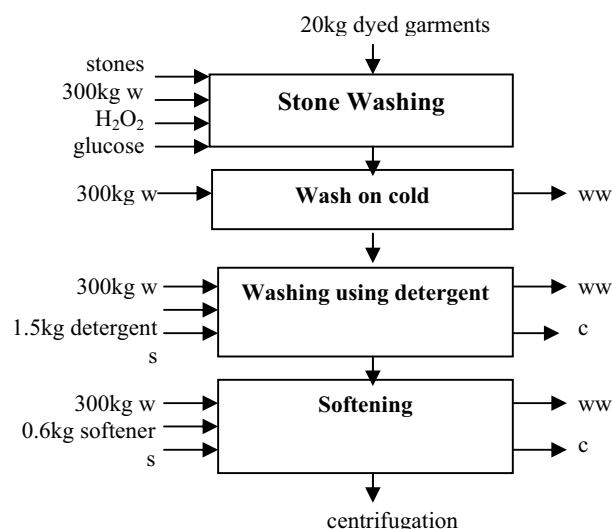 20kg dyed garments
stones
300kg w
H₂O₂
glucose
Stone Washing
300kg w
Wash on cold
ww
300kg w
1.5kg detergent
s
Washing using detergent
ww
c
300kg w
0.6kg softener
s
Softening
ww
c
centrifugation